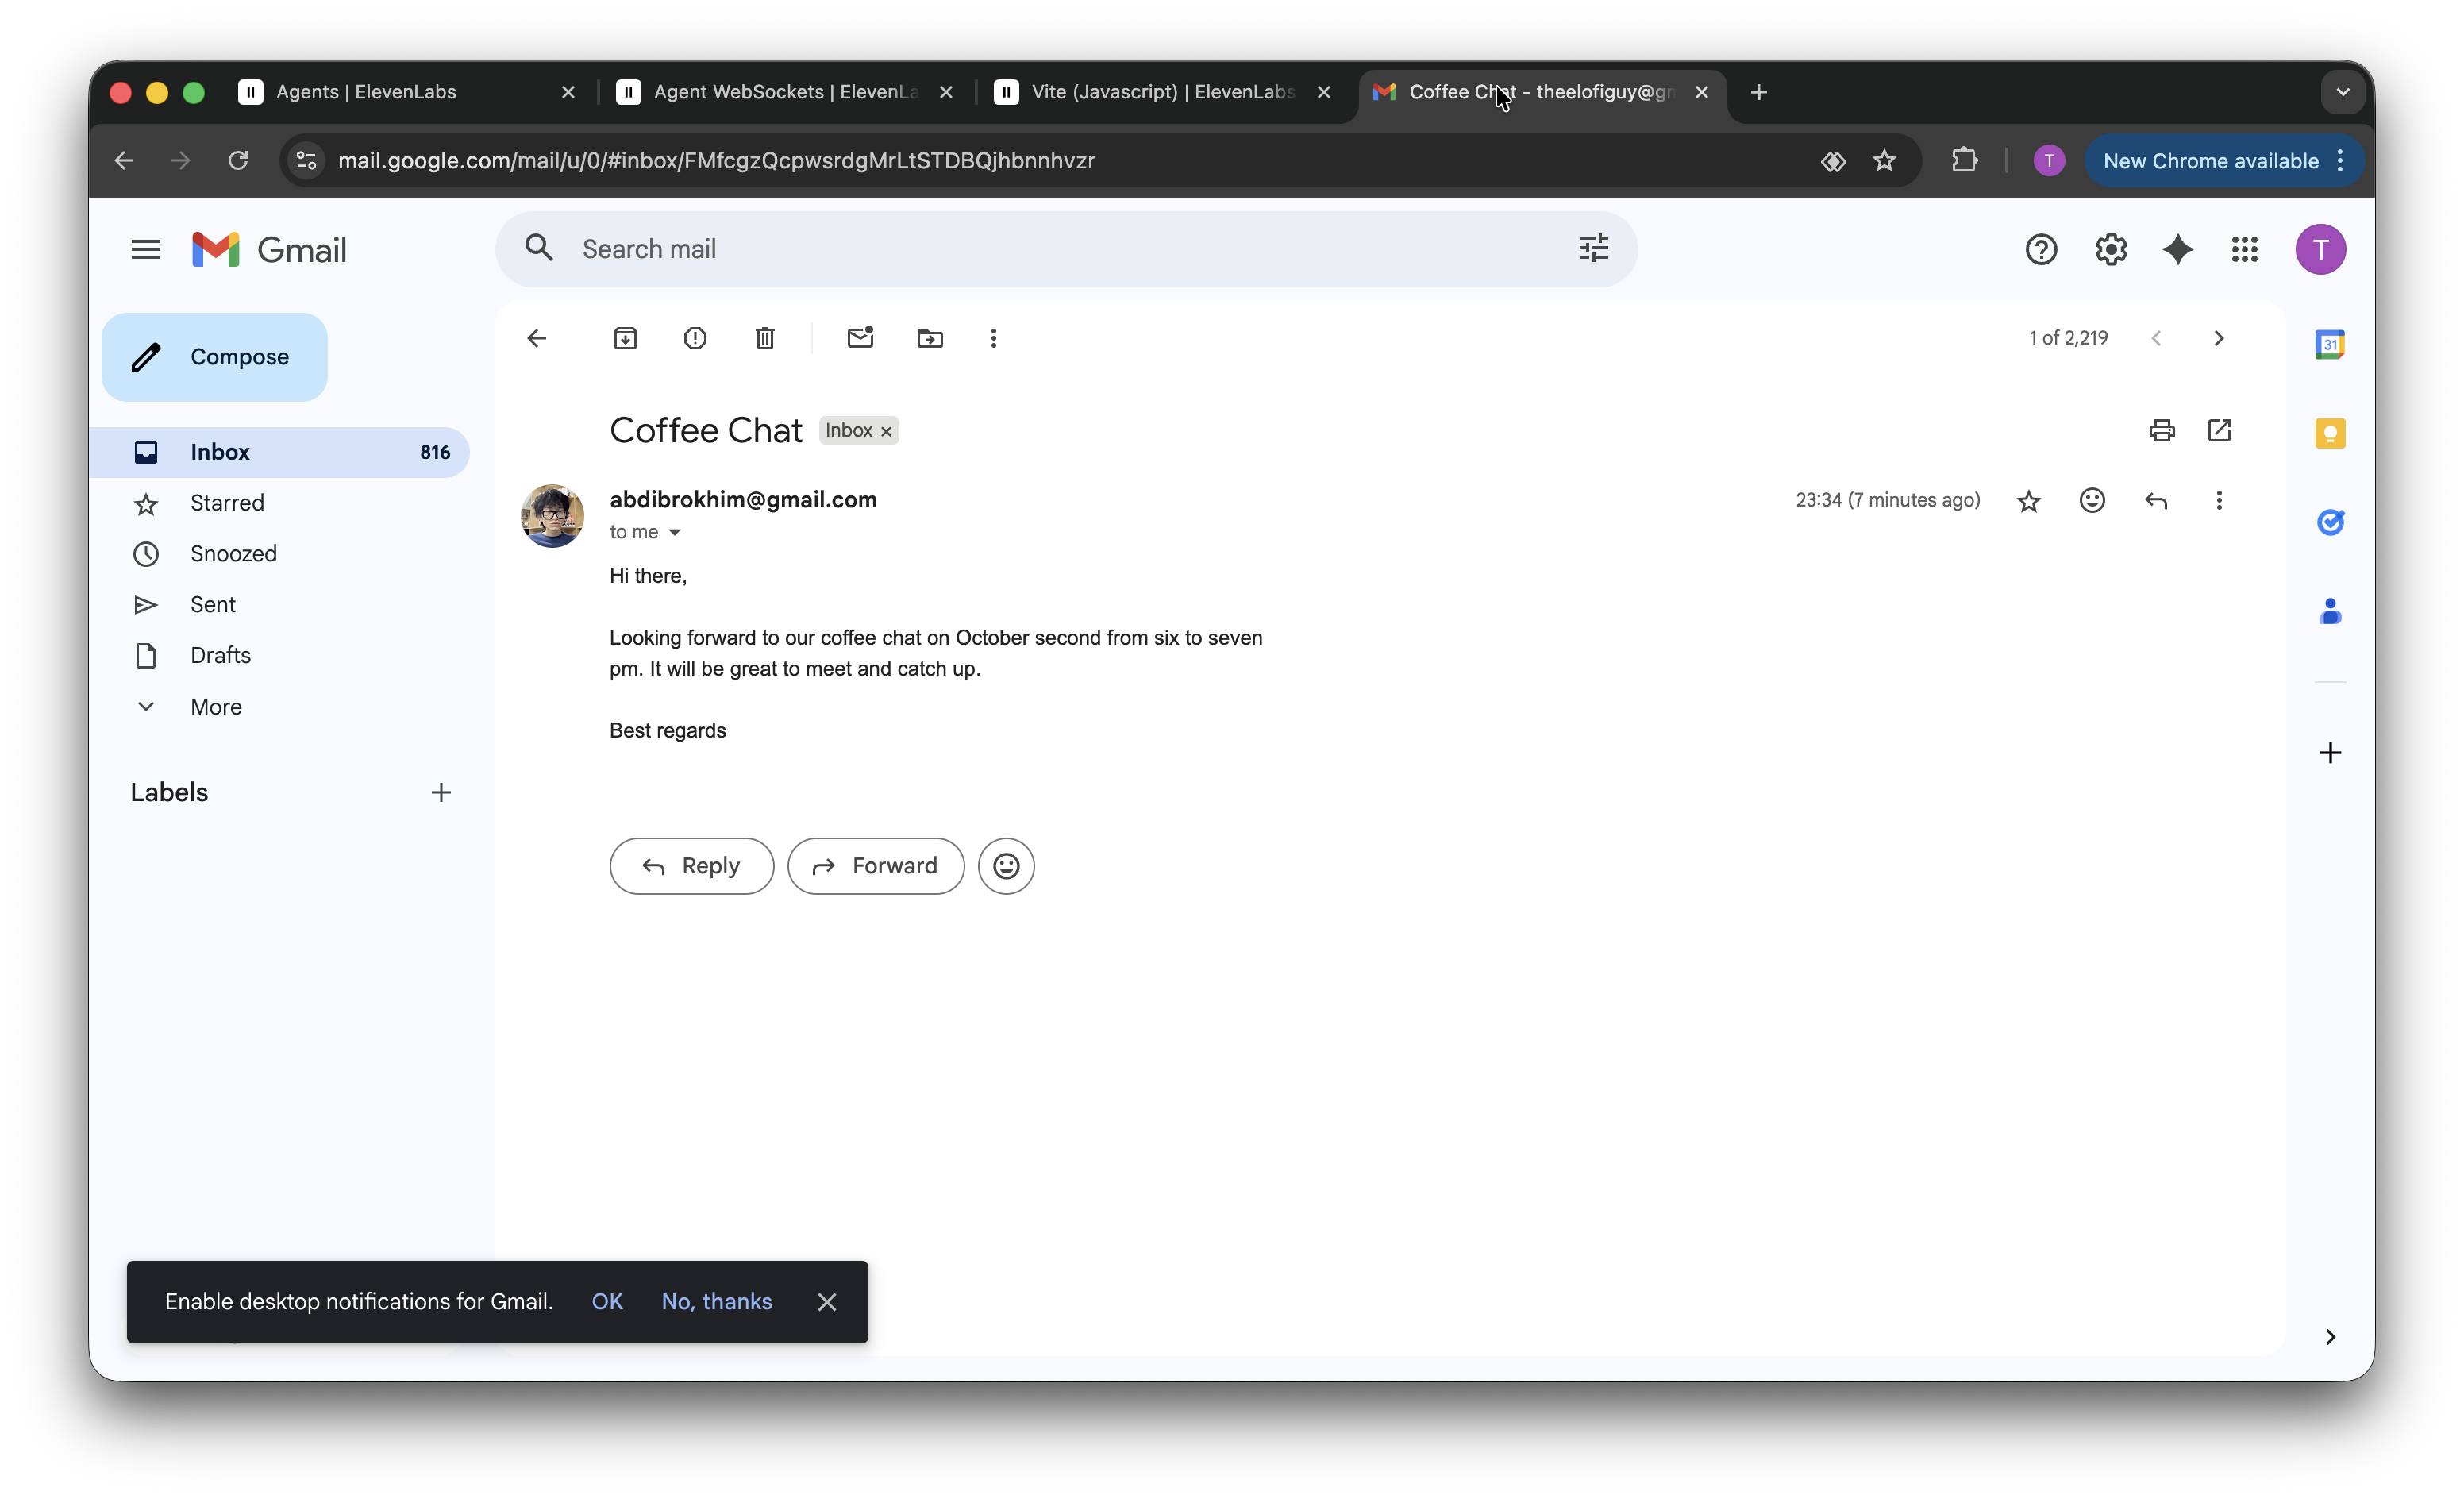 Agents | ElevenLabs
Agent WebSockets | ElevenLa
Vite (Javascript) | ElevenLabs
Coffee Chat - theelofiguy@gm
mail.google.com/mail/u/0/#inbox/FMfcgzQcpwsrdgMrLtSTDBQjhbnnhvzr
T
New Chrome available
Gmail
Search mail
T
Compose
1 of 2,219
31
Coffee Chat
Inbox
Inbox 816
Starred
Snoozed
Sent
Drafts
More
Labels
abdibrokhim@gmail.com
23:34 (7 minutes ago)
to me
Hi there,
Looking forward to our coffee chat on October second from six to seven
pm. It will be great to meet and catch up.
Best regards
Reply
Forward
Enable desktop notifications for Gmail. OK No, thanks